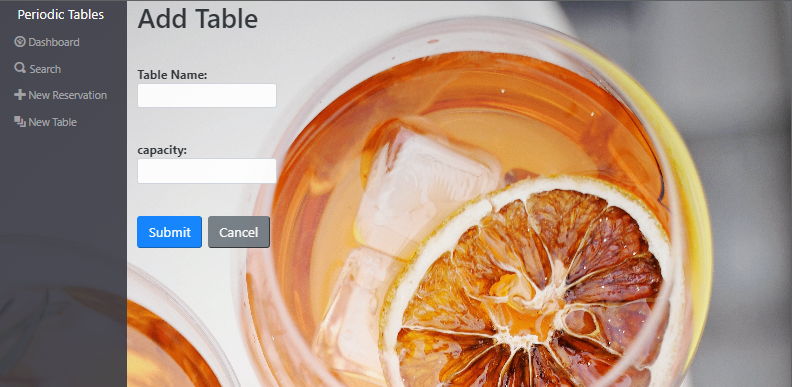 Periodic Tables
Dashboard
Search
New Reservation
New Table
Add Table
Table Name:
capacity:
Submit
Cancel